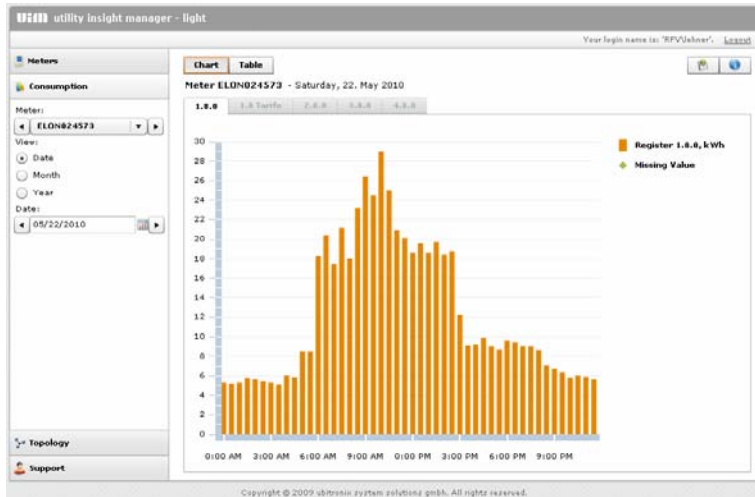 uim utility insight manager - light
Your login name is: 'RFVlehner'. Logout
Meters
Consumption
Meter:
ELON024573
View:
Date
Month
Year
Date:
05/22/2010
Topology
Support
Chart Table
Meter ELON024573 - Saturday, 22. May 2010
1.8.0 1.8 Tariffs 2.8.0 3.8.0 4.8.0
30
28
26
24
22
20
18
16
14
12
10
8
6
4
2
0
0:00 AM 3:00 AM 6:00 AM 9:00 AM 0:00 PM 3:00 PM 6:00 PM 9:00 PM
Register 1.8.0, kWh
Missing Value
Copyright © 2009 ubitronix system solutions gmbh. All rights reserved.